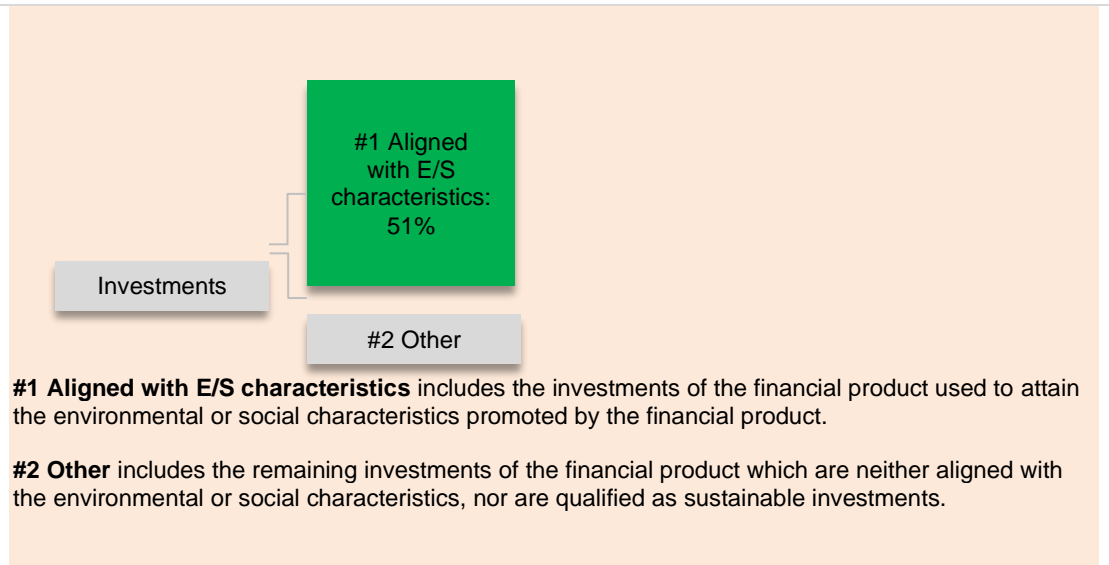 #1 Aligned
with E/S
characteristics:
51%
Investments
#2 Other
#1 Aligned with E/S characteristics includes the investments of the financial product used to attain
the environmental or social characteristics promoted by the financial product.
#2 Other includes the remaining investments of the financial product which are neither aligned with
the environmental or social characteristics, nor are qualified as sustainable investments.